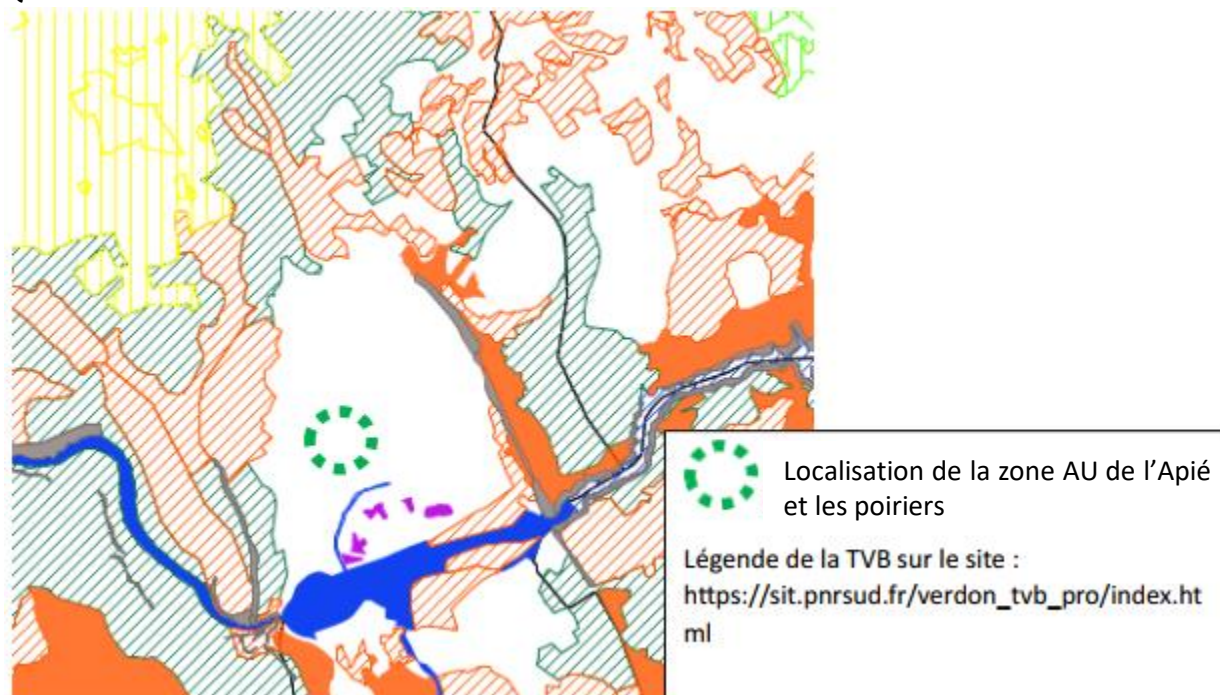 Localisation de la zone AU de l'Apié
et les poiriers
Légende de la TVB sur le site :
https://sit.pnrsud.fr/verdon_tvb_pro/index.ht
ml